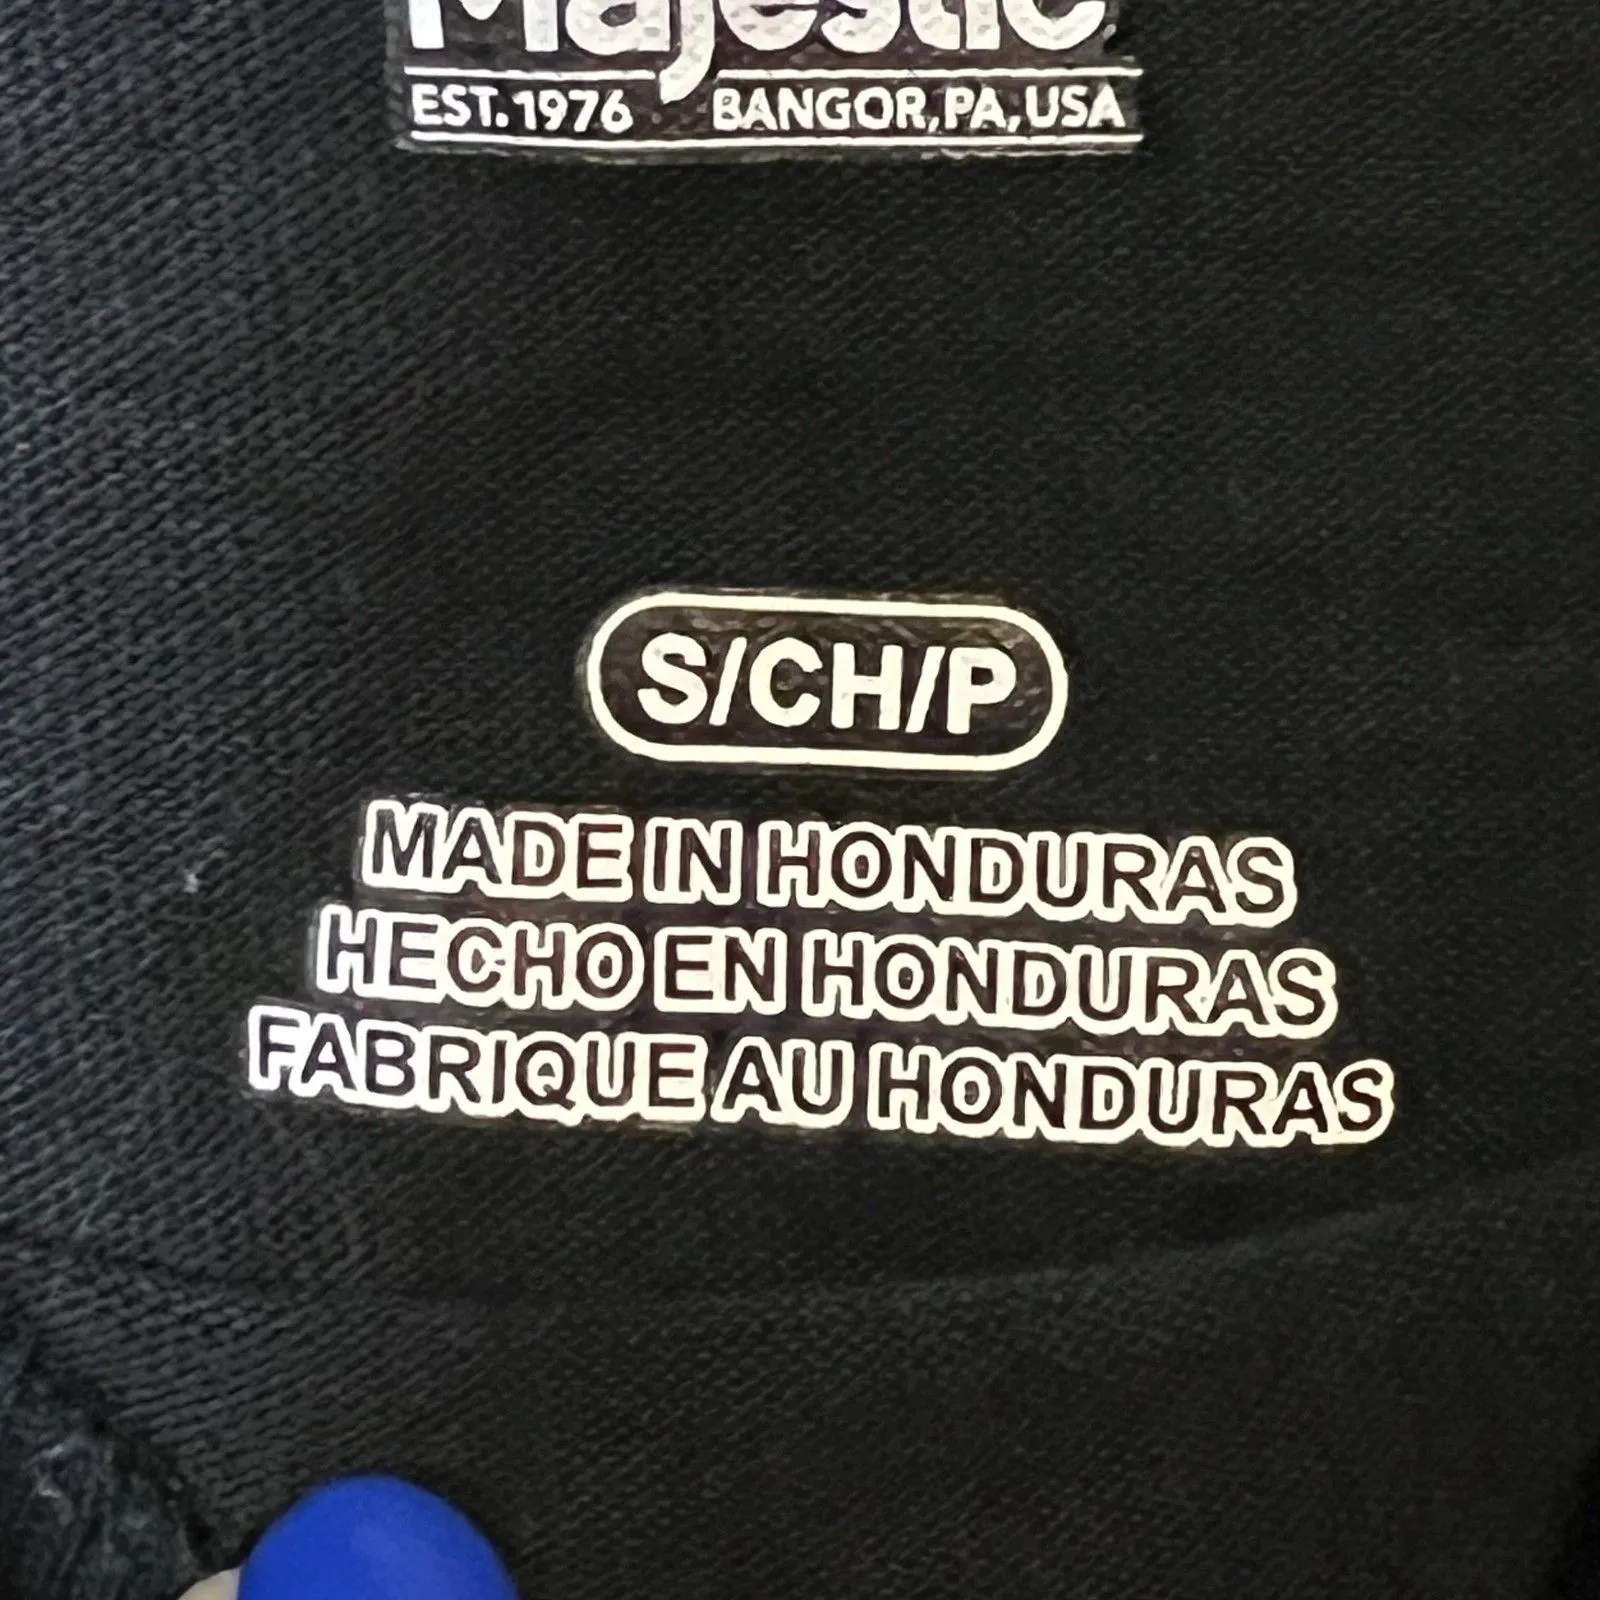 Majestic
EST. 1976 BANGOR, PA, USA
S/CH/P
MADE IN HONDURAS
HECHO EN HONDURAS
FABRIQUE AU HONDURAS